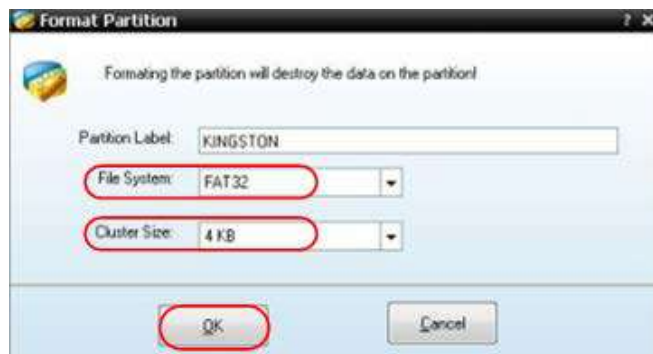 Format Partition ? X
Formating the partition will destroy the data on the partition!
Partition Label: KINGSTON
File System: FAT32
Cluster Size: 4 KB
OK Cancel